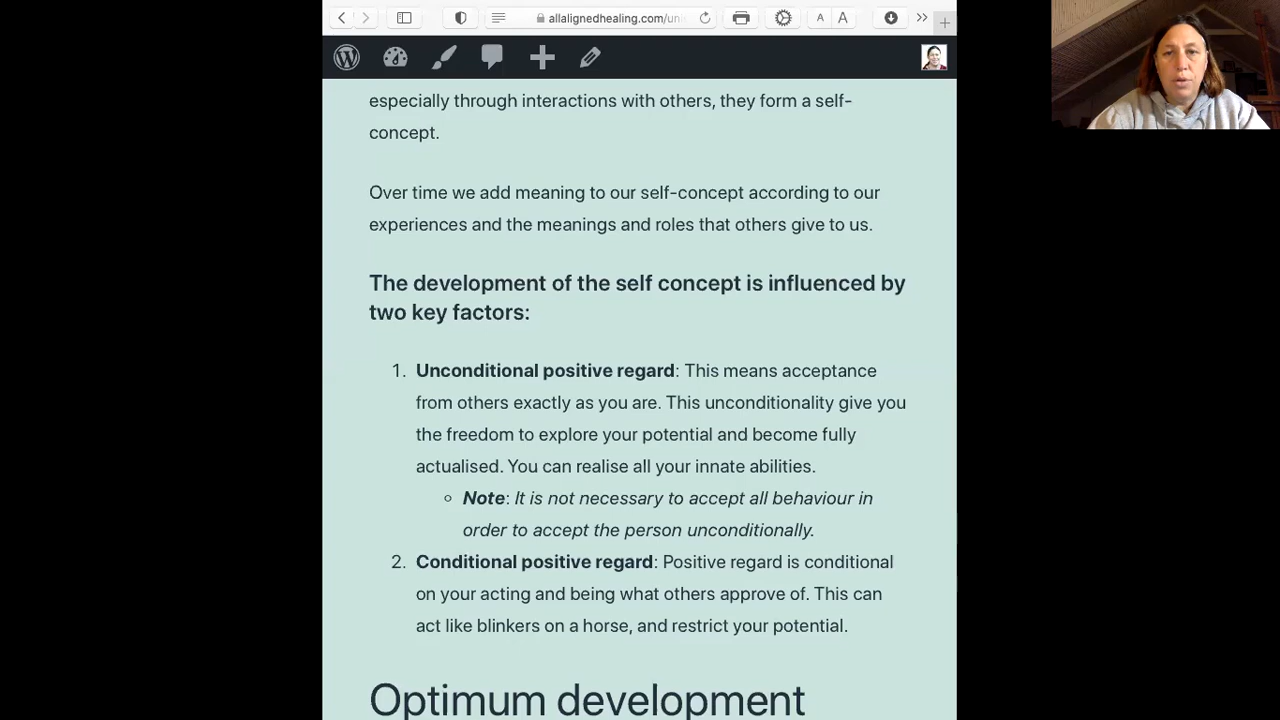 allalignedhealing.com/un
A
A
especially through interactions with others, they form a self-
concept.
Over time we add meaning to our self-concept according to our
experiences and the meanings and roles that others give to us.
The development of the self concept is influenced by
two key factors:
1. Unconditional positive regard: This means acceptance
from others exactly as you are. This unconditionality give you
the freedom to explore your potential and become fully
actualised. You can realise all your innate abilities.
Note: It is not necessary to accept all behaviour in
order to accept the person unconditionally.
2. Conditional positive regard: Positive regard is conditional
on your acting and being what others approve of. This can
act like blinkers on a horse, and restrict your potential.
Optimum development